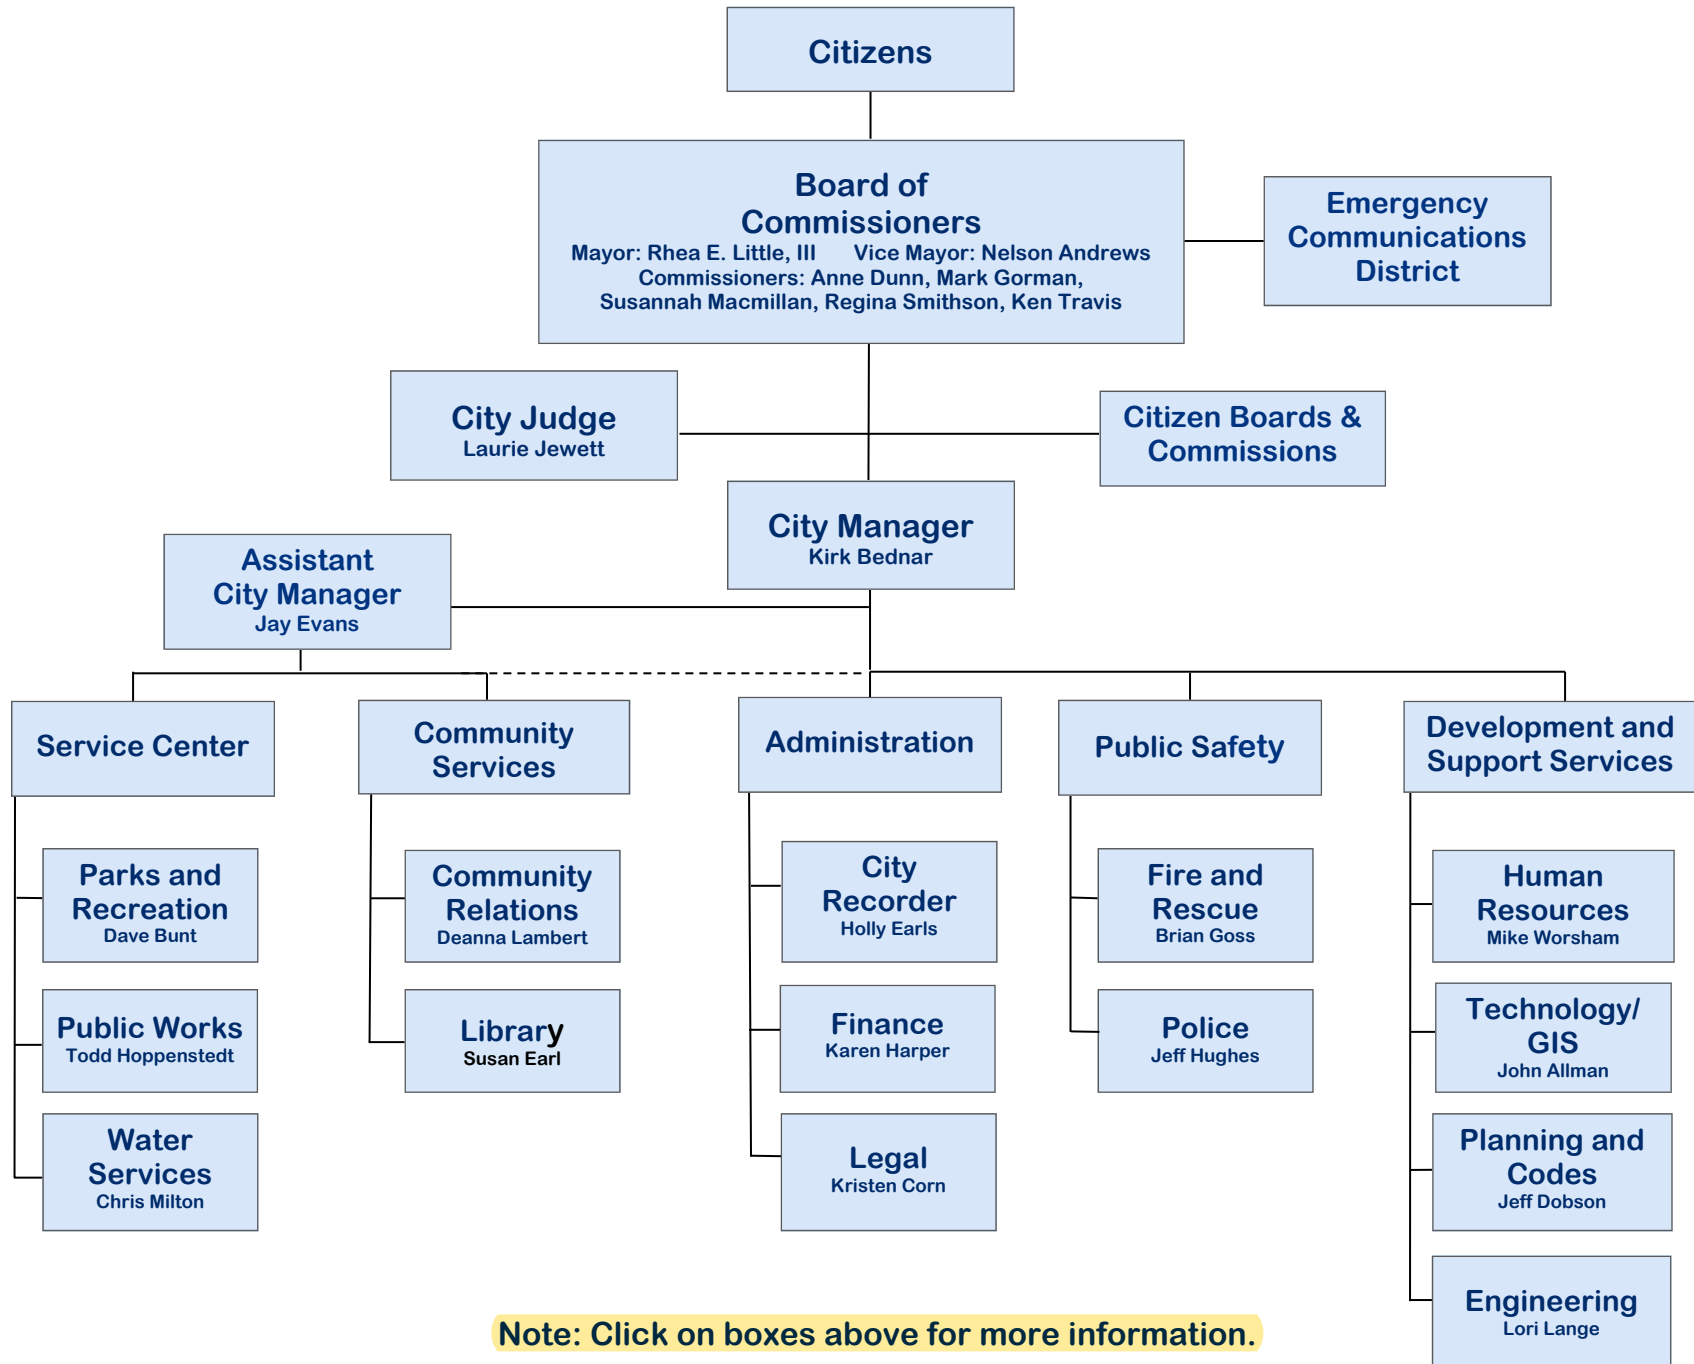 Citizens
Board of
Commissioners
Mayor: Rhea E. Little, III Vice Mayor: Nelson Andrews
Commissioners: Anne Dunn, Mark Gorman,
Susannah Macmillan, Regina Smithson, Ken Travis
Emergency
Communications
District
City Judge
Laurie Jewett
Citizen Boards &
Commissions
City Manager
Kirk Bednar
Assistant
City Manager
Jay Evans
Service Center
Parks and
Recreation
Dave Bunt
Public Works
Todd Hoppenstedt
Water
Services
Chris Milton
Community
Services
Community
Relations
Deanna Lambert
Library
Susan Earl
Administration
City
Recorder
Holly Earls
Finance
Karen Harper
Legal
Kristen Corn
Public Safety
Fire and
Rescue
Brian Goss
Police
Jeff Hughes
Development and
Support Services
Human
Resources
Mike Worsham
Technology/
GIS
John Allman
Planning and
Codes
Jeff Dobson
Engineering
Lori Lange
Note: Click on boxes above for more information.